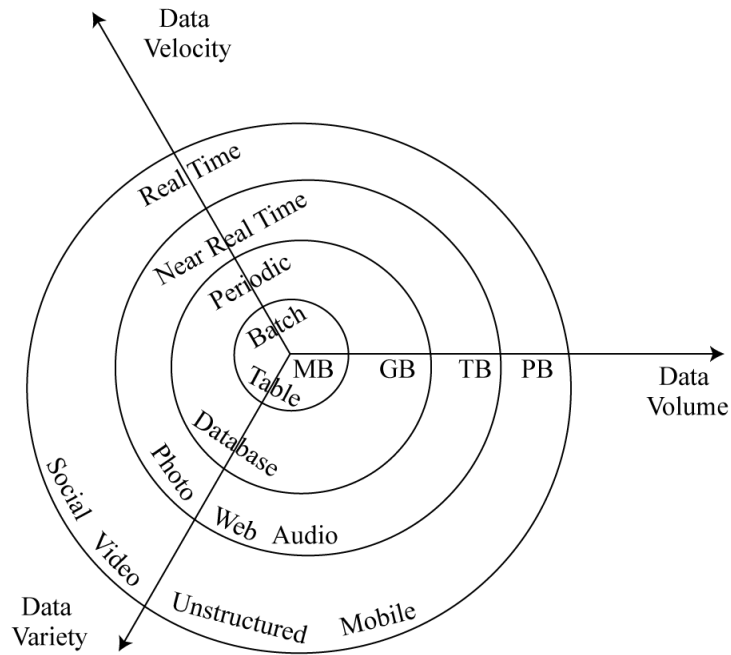 Data
Velocity
Real Time
Near Real Time
Periodic
Batch
MB GB TB PB
Data
Volume
Table
Database
Photo
Web Audio
Social
Video
Unstructured Mobile
Data
Variety